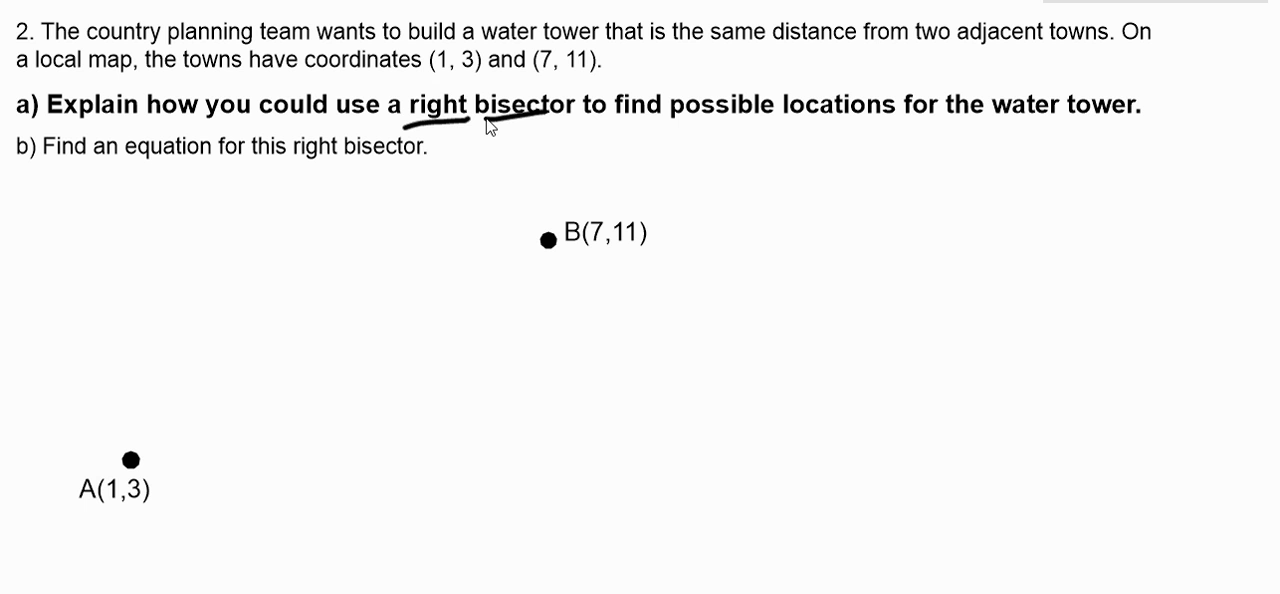 2. The country planning team wants to build a water tower that is the same distance from two adjacent towns. On
a local map, the towns have coordinates (1, 3) and (7, 11).
a) Explain how you could use a right bisector to find possible locations for the water tower.
b) Find an equation for this right bisector.
B(7,11)
A(1,3)